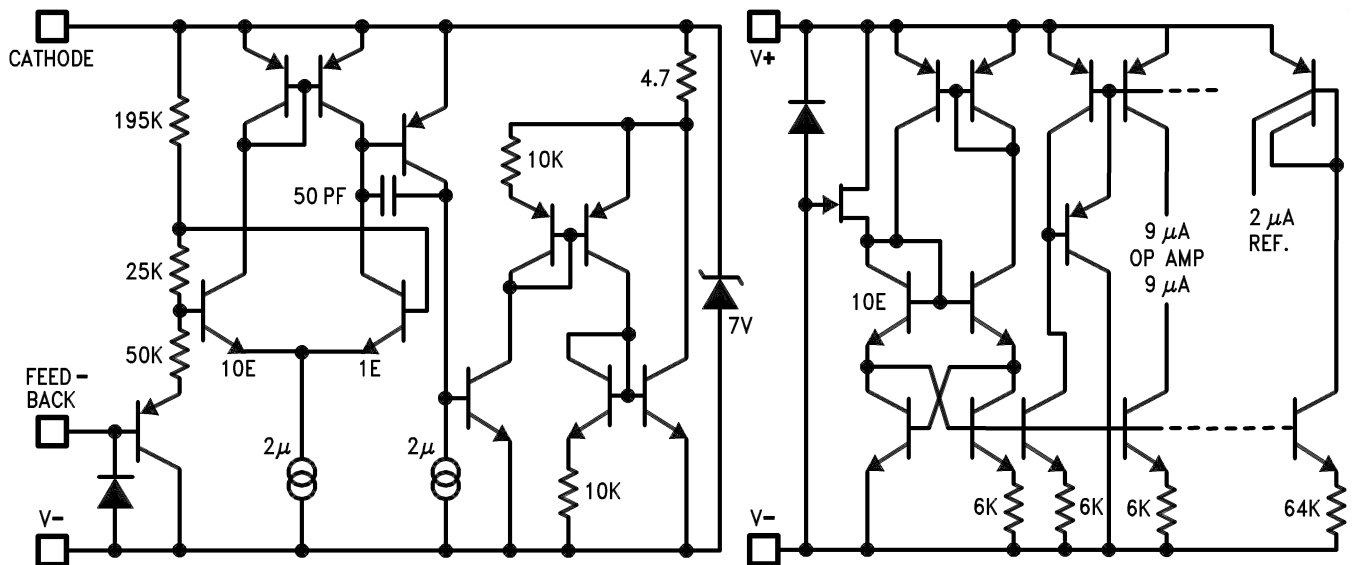 CATHODE
195K
25K
50K
FEED-
BACK
V-
50 PF
10E
1E
2μ
2μ
10K
4.7
10K
7V
V+
10E
9 μA
OP AMP
9 μA
2 μA
REF.
6K
6K
6K
64K
V-